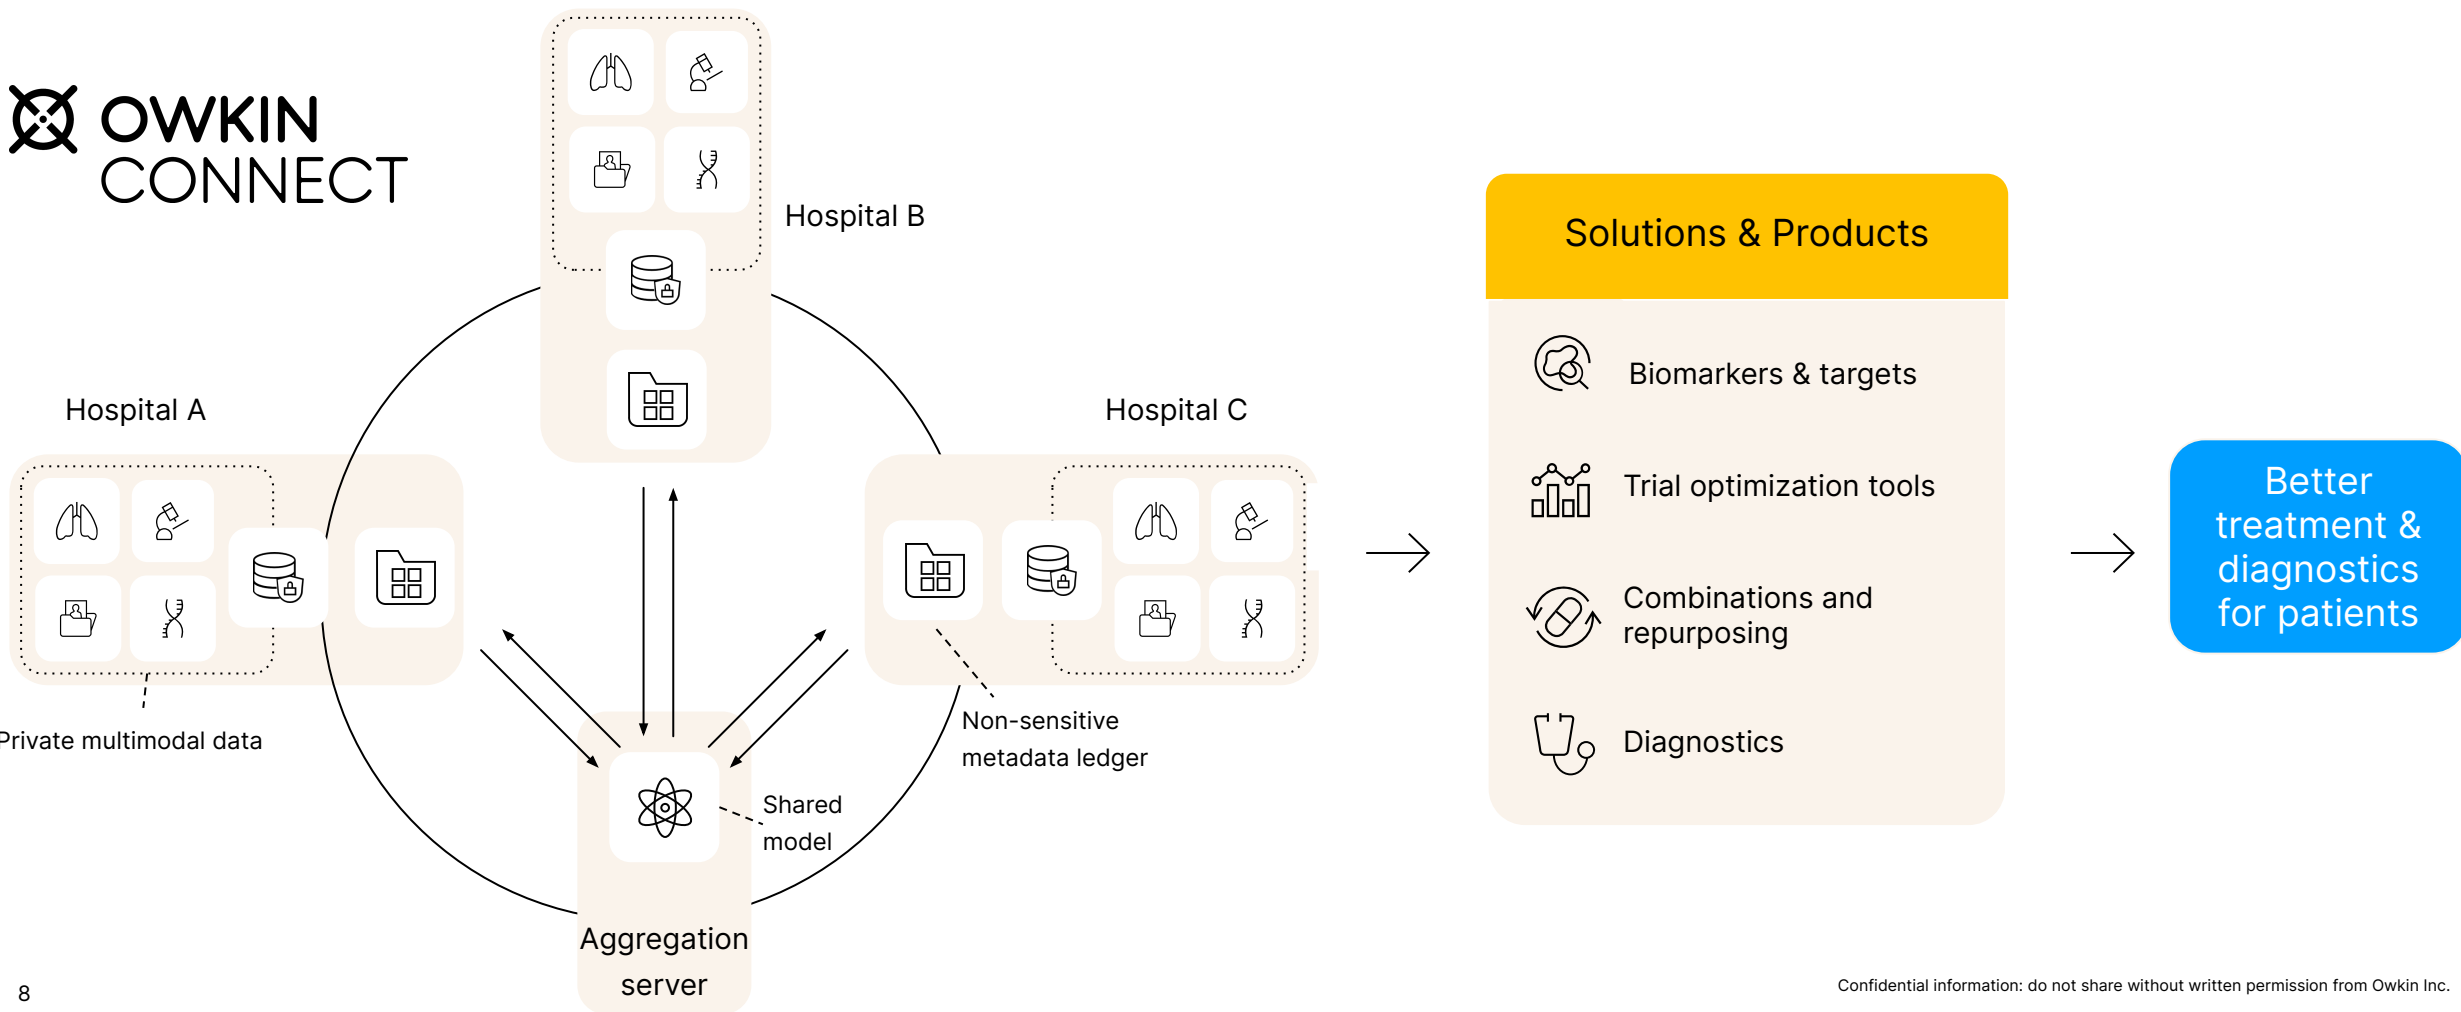 OWKIN
CONNECT
Hospital B
Hospital A
Hospital C
Private multimodal data
Non-sensitive
metadata ledger
Shared
model
Aggregation
server
Solutions & Products
Biomarkers & targets
Trial optimization tools
Combinations and
repurposing
Diagnostics
Better
treatment &
diagnostics
for patients
8
Confidential information: do not share without written permission from Owkin Inc.